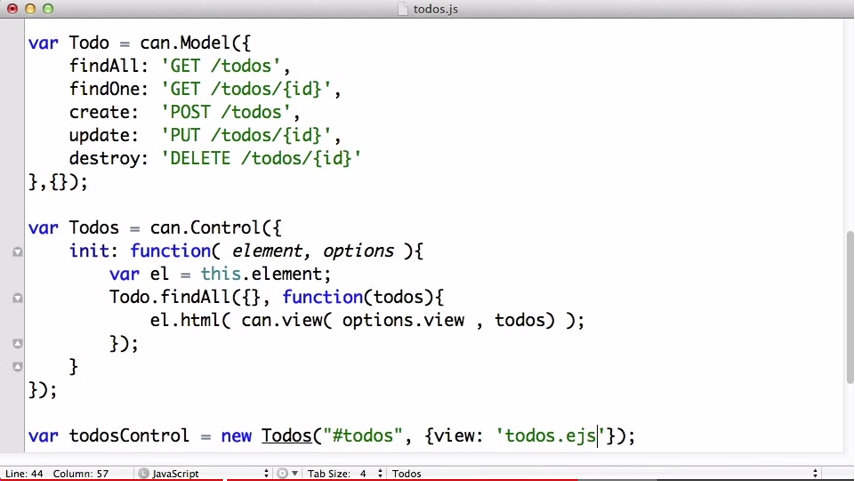 todos.js
var Todo = can.Model({
    findAll: 'GET /todos',
    findOne: 'GET /todos/{id}',
    create:  'POST /todos',
    update: 'PUT /todos/{id}',
    destroy: 'DELETE /todos/{id}'
},{});
var Todos = can.Control({
    init: function( element, options ){
        var el = this.element;
        Todo.findAll({}, function(todos){
            el.html( can.view( options.view , todos) );
        });
    }
});
var todosControl = new Todos("#todos", {view: 'todos.ejs'});
Line: 44 Column: 57 JavaScript Tab Size: 4 Todos